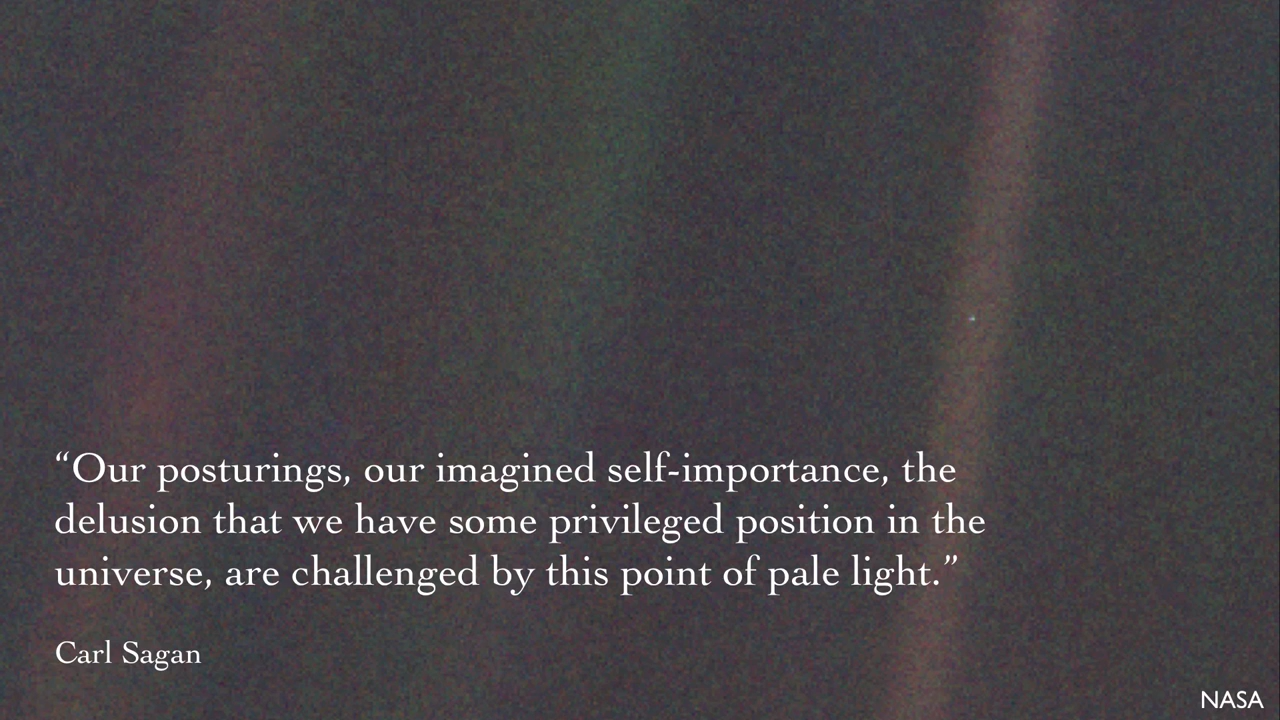 “Our posturings, our imagined self-importance, the
delusion that we have some privileged position in the
universe, are challenged by this point of pale light.”
Carl Sagan
NASA